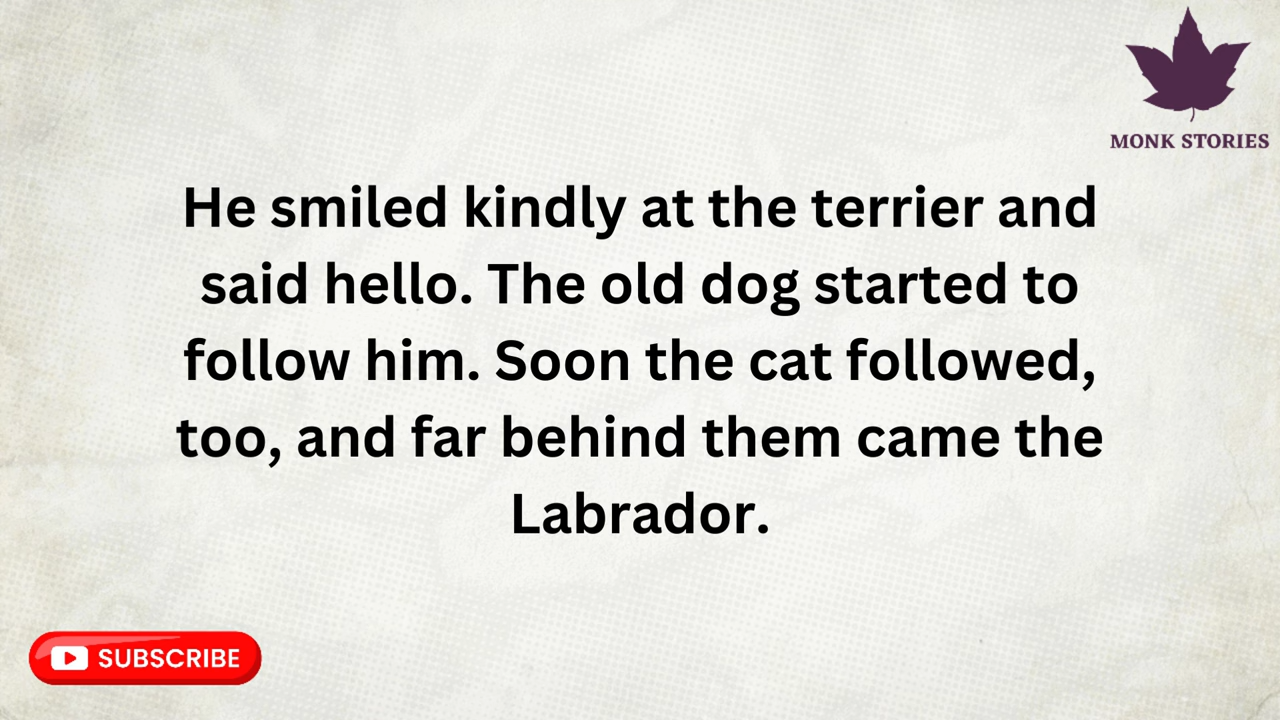 MONK STORIES
He smiled kindly at the terrier and
said hello. The old dog started to
follow him. Soon the cat followed,
too, and far behind them came the
Labrador.
SUBSCRIBE